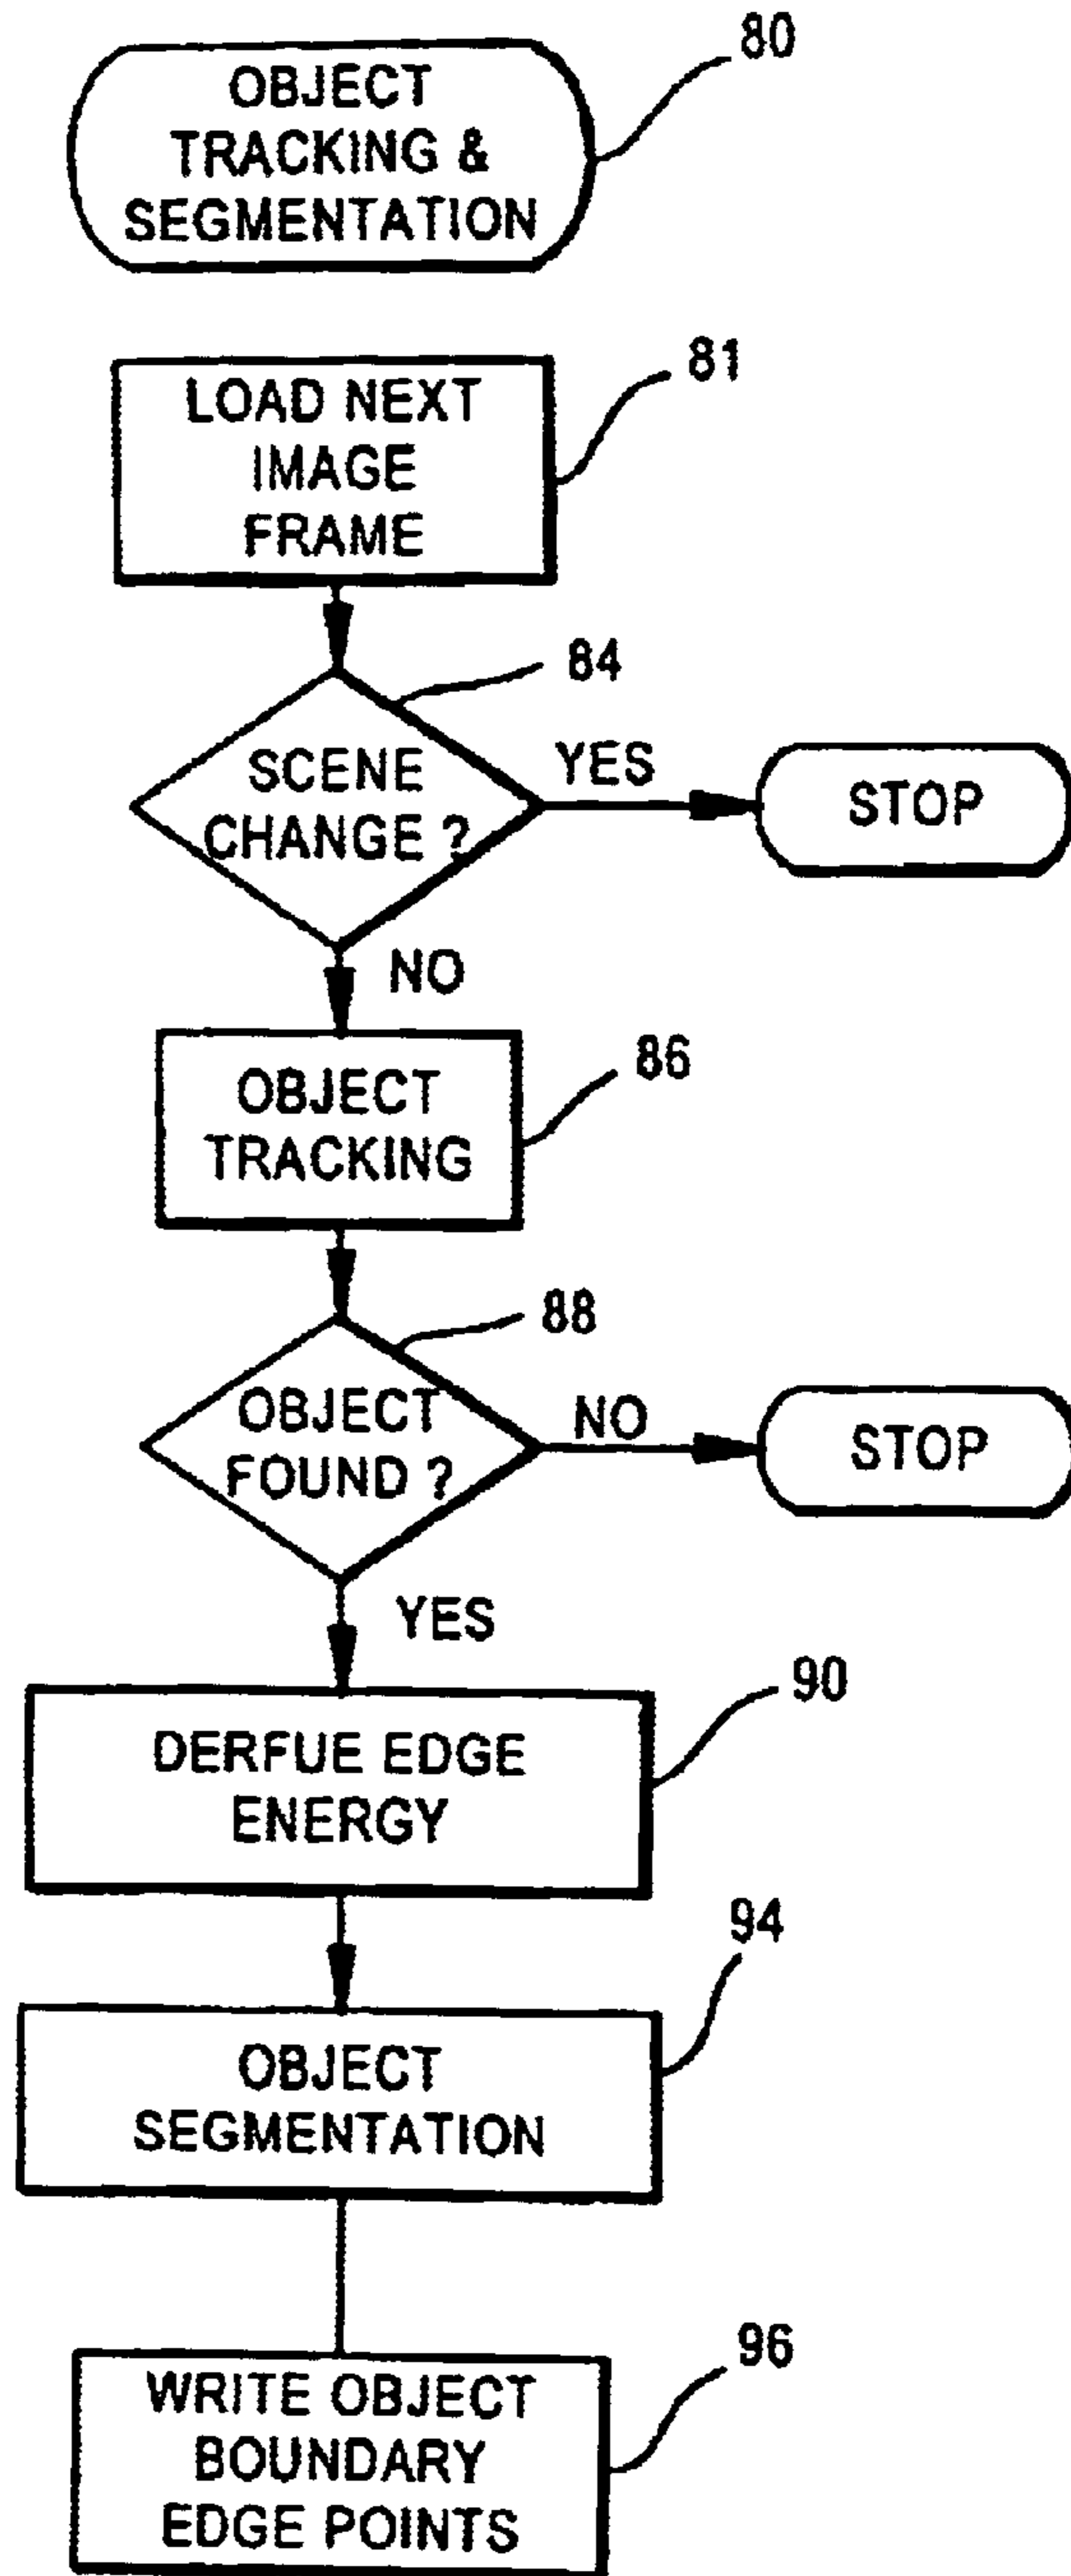 80
OBJECT
TRACKING &
SEGMENTATION
81
LOAD NEXT
IMAGE
FRAME
84
SCENE
CHANGE ?
YES
STOP
NO
86
OBJECT
TRACKING
88
OBJECT
FOUND ?
NO
STOP
YES
90
DERFUE EDGE
ENERGY
94
OBJECT
SEGMENTATION
96
WRITE OBJECT
BOUNDARY
EDGE POINTS